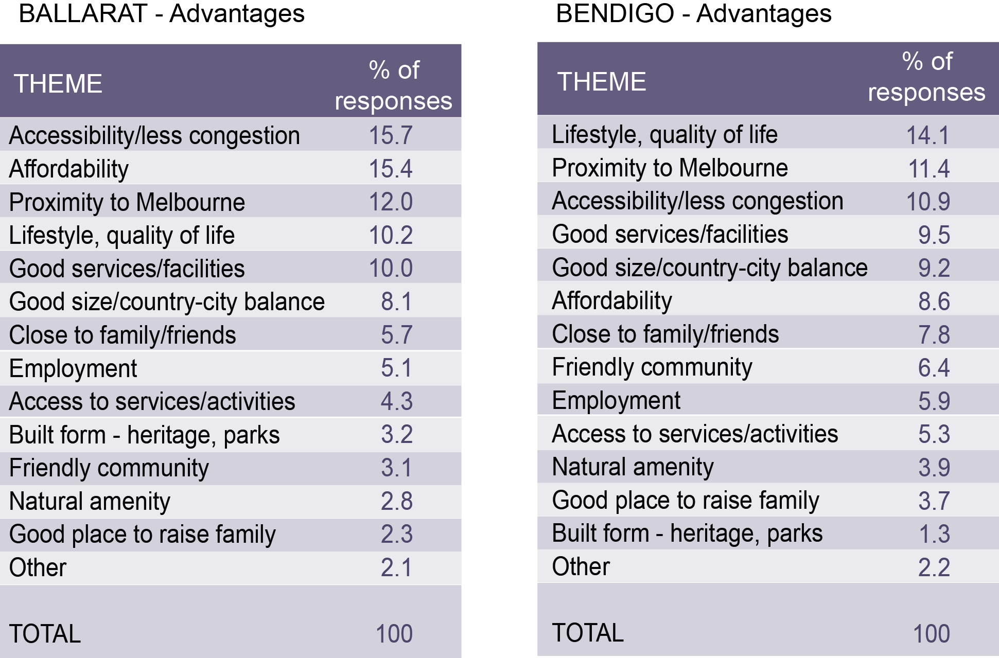 BALLARAT - Advantages
THEME
% of
responses
Accessibility/less congestion 15.7
Affordability 15.4
Proximity to Melbourne 12.0
Lifestyle, quality of life 10.2
Good services/facilities 10.0
Good size/country-city balance 8.1
Close to family/friends 5.7
Employment 5.1
Access to services/activities 4.3
Built form - heritage, parks 3.2
Friendly community 3.1
Natural amenity 2.8
Good place to raise family 2.3
Other 2.1
TOTAL 100
BENDIGO - Advantages
THEME
% of
responses
Lifestyle, quality of life 14.1
Proximity to Melbourne 11.4
Accessibility/less congestion 10.9
Good services/facilities 9.5
Good size/country-city balance 9.2
Affordability 8.6
Close to family/friends 7.8
Friendly community 6.4
Employment 5.9
Access to services/activities 5.3
Natural amenity 3.9
Good place to raise family 3.7
Built form - heritage, parks 1.3
Other 2.2
TOTAL 100